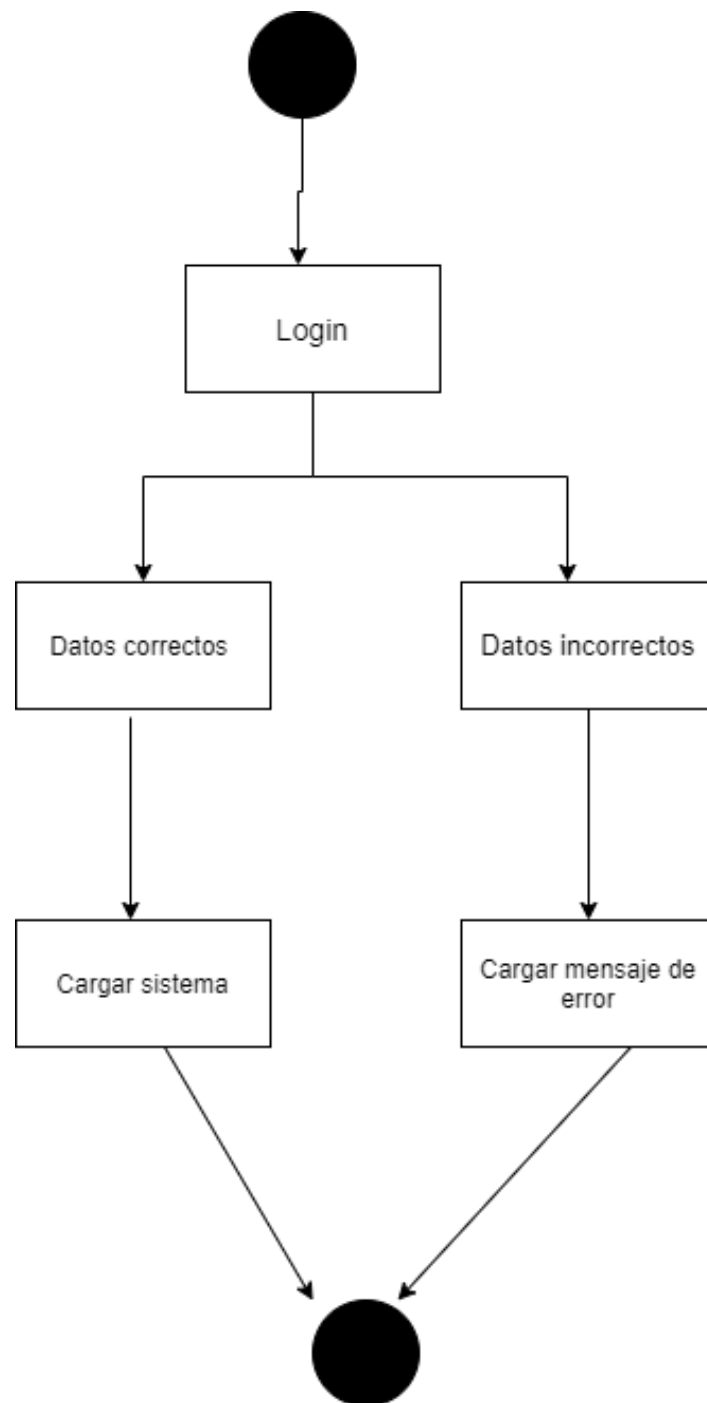 Login
Datos correctos
Datos incorrectos
Cargar sistema
Cargar mensaje de
error